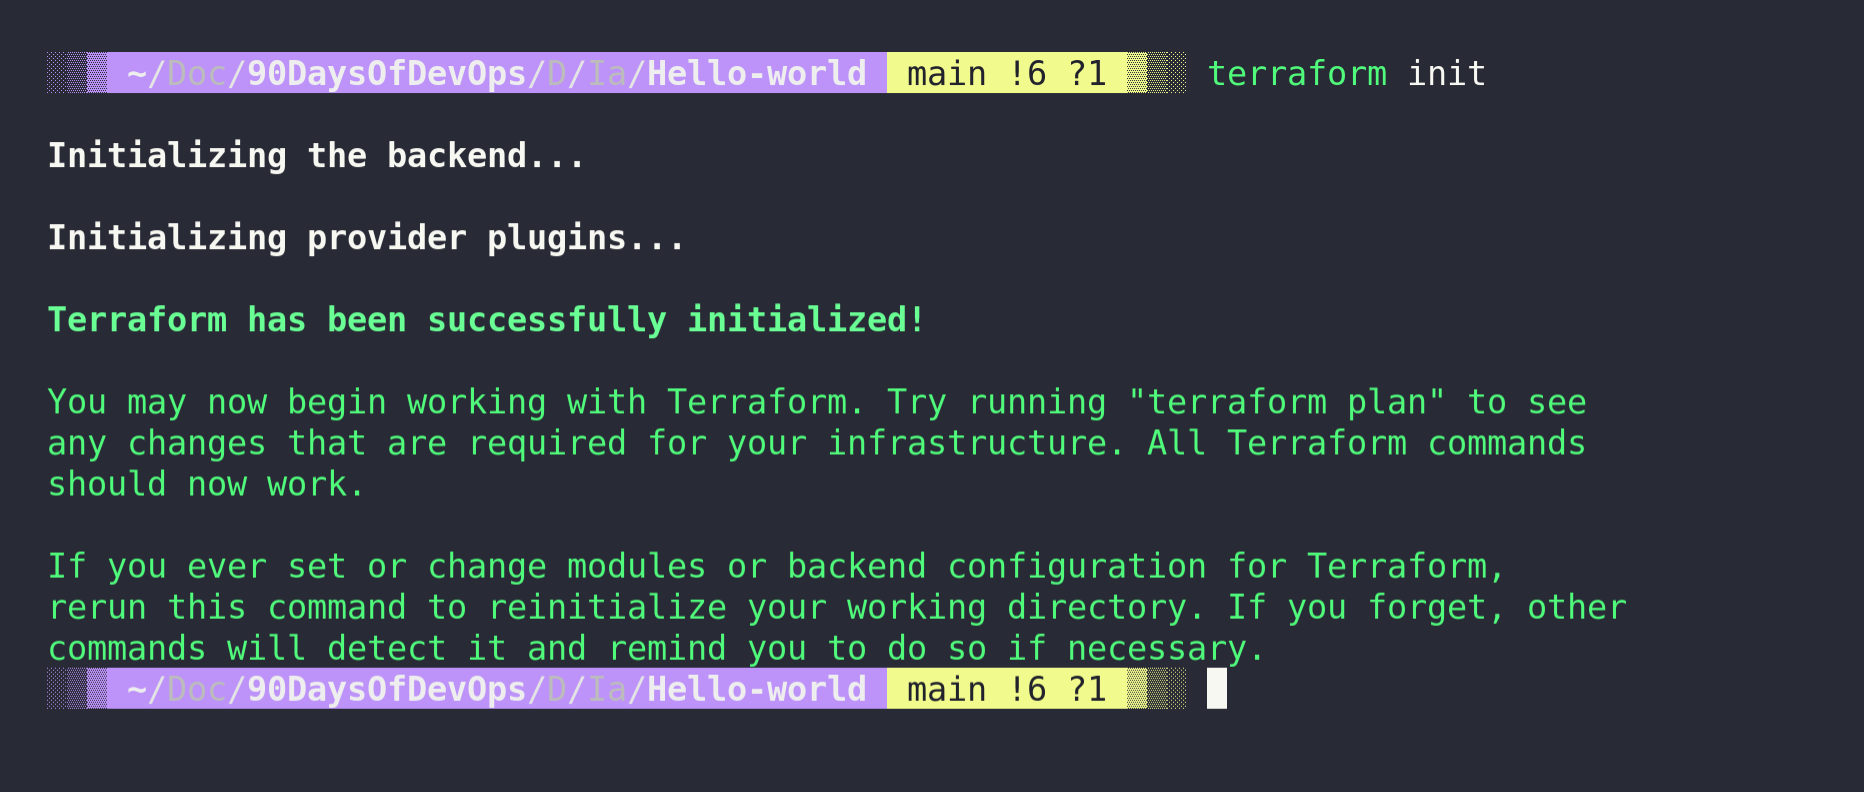 ~/Doc/90DaysOfDevOps/D/Ia/Hello-world main !6 ?1 terraform init
Initializing the backend...
Initializing provider plugins...
Terraform has been successfully initialized!
You may now begin working with Terraform. Try running "terraform plan" to see
any changes that are required for your infrastructure. All Terraform commands
should now work.
If you ever set or change modules or backend configuration for Terraform,
rerun this command to reinitialize your working directory. If you forget, other
commands will detect it and remind you to do so if necessary.
~/Doc/90DaysOfDevOps/D/Ia/Hello-world main !6 ?1